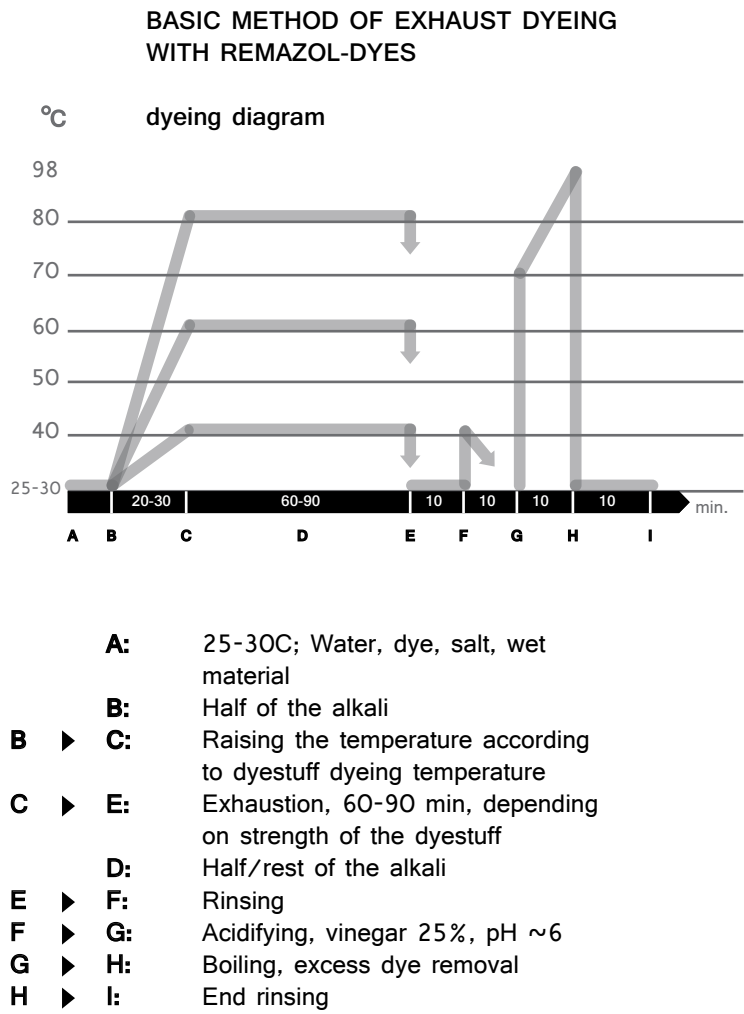 BASIC METHOD OF EXHAUST DYEING
WITH REMAZOL-DYES
°C dyeing diagram
98
80
70
60
50
40
25-30
20-30 60-90 10 10 10 10 min.
A B C D E F G H I
A: 25-30C; Water, dye, salt, wet
material
B: Half of the alkali
B ▶ C: Raising the temperature according
to dyestuff dyeing temperature
C ▶ E: Exhaustion, 60-90 min, depending
on strength of the dyestuff
D: Half/rest of the alkali
E ▶ F: Rinsing
F ▶ G: Acidifying, vinegar 25%, pH ~6
G ▶ H: Boiling, excess dye removal
H ▶ I: End rinsing